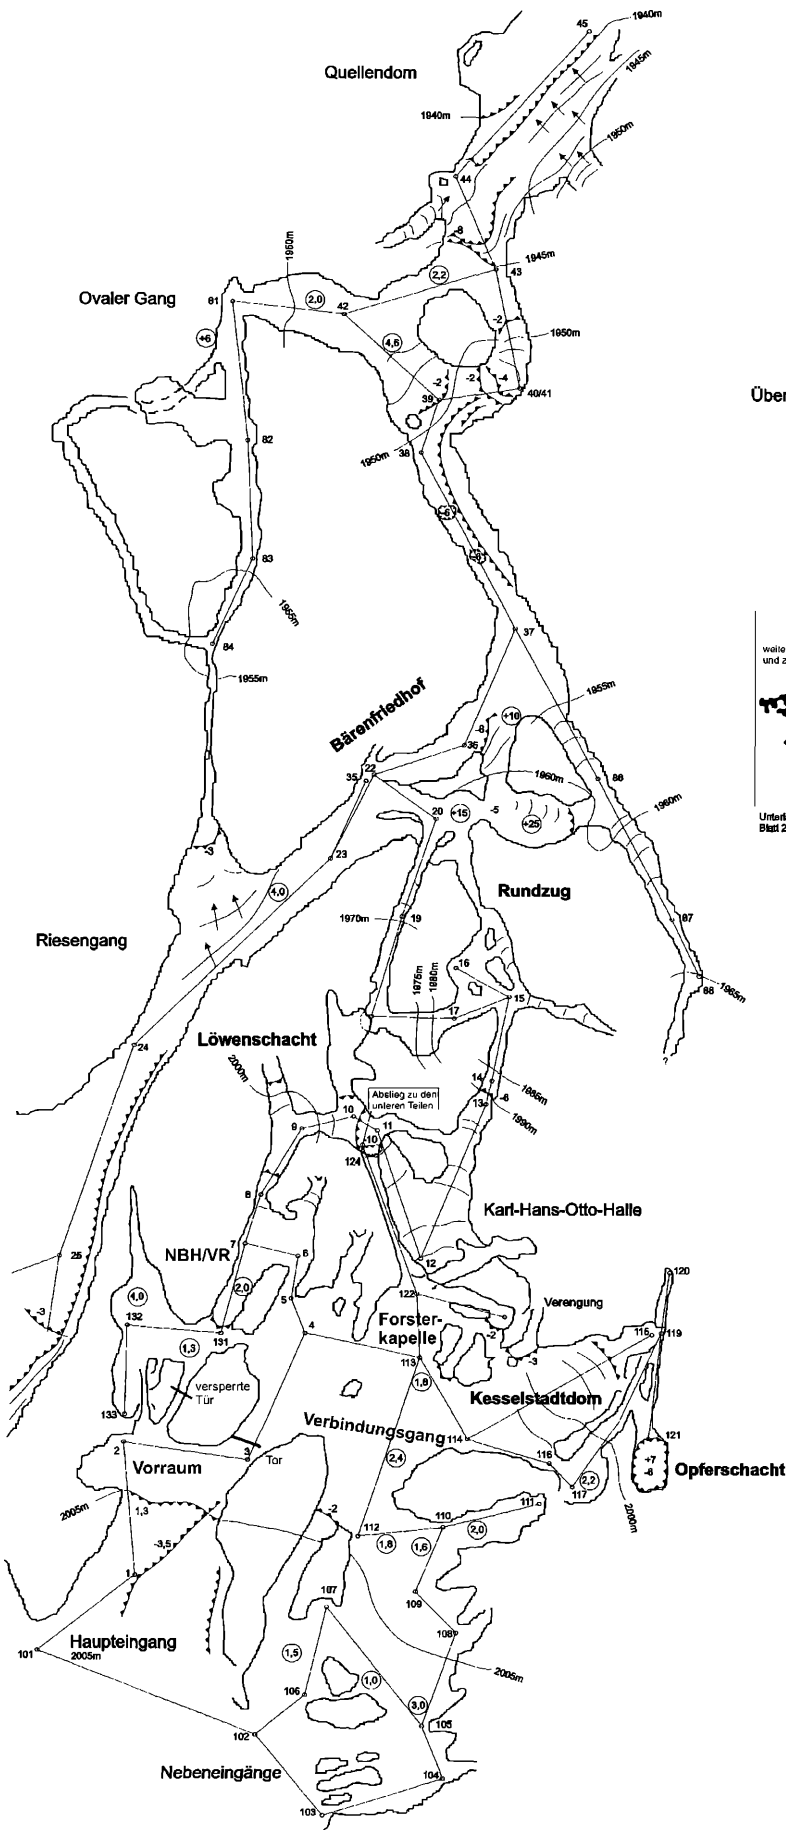 45
1940m
Quellendom
1945m
1940m
1950m
44
-8
1945m
43
1950m
2,2
Ovaler Gang
81
2,0
42
-2
+6
4,5
1950m
-2
-2
-4
39
40/41
1950m
38
82
83
1955m
84
37
1955m
Bärenfriedhof
1955m
+10
-8
36
22
35
1960m
86
20
+15
-5
+25
1960m
-3
23
4,0
Rundzug
19
1970m
87
Riesengang
16
1975m
1980m
15
88
1965m
17
?
24
Löwenschacht
2000m
14
1985m
-6
13
1990m
Abstieg zu den
unteren Teilen
10
9
11
-10
124
8
Karl-Hans-Otto-Halle
7
6
12
25
NBH/VR
120
4,0
2,0
5
122
Verengung
-3
132
4
Forster-
kapelle
-2
1,3
131
115
119
113
-3
1,8
versperrte
Tür
Kesselstadtdom
133
Verbindungsgang
114
2
121
3
2,4
116
Vorraum
Tor
+7
-8
Opferschacht
2,2
117
2005m
1,3
-2
111
2000m
110
2,0
-3,5
112
1,8
1,6
1
109
107
108
Haupteingang
101
2005m
1,5
1,0
2005m
106
3,0
105
102
Nebeneingänge
104
103
Über
weite
und z
Blatt 2